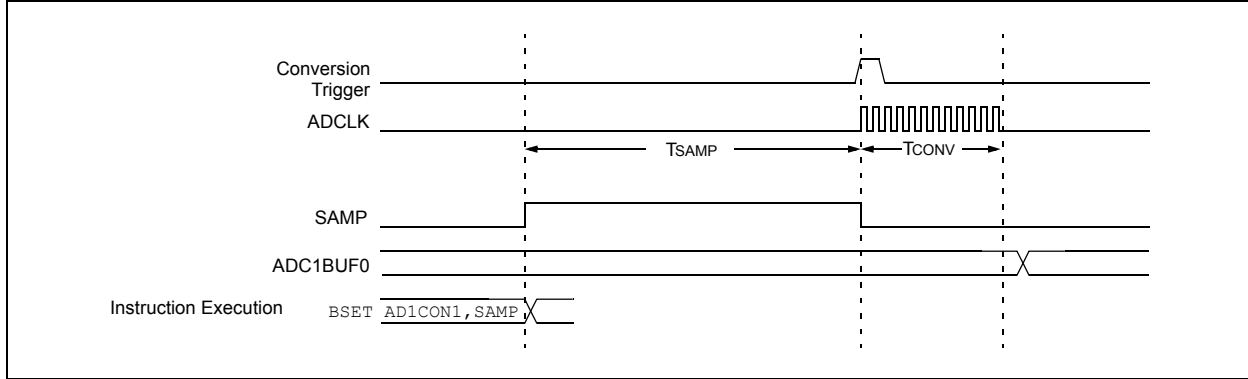 Conversion
Trigger
ADCLK
TSAMP
TCONV
SAMP
ADC1BUF0
Instruction Execution
BSET AD1CON1,SAMP